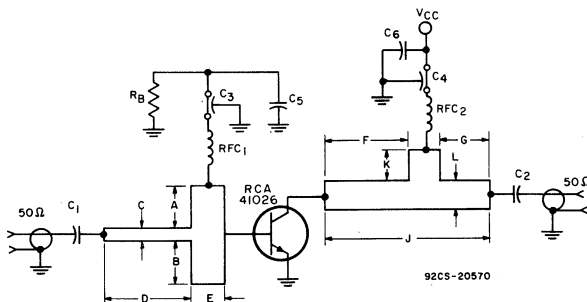 VCC
C6
C4
RFC2
RB
C3
C5
RFC1
F
G
K
L
C2
50Ω
J
RCA
41026
50Ω
C1
C
A
B
D
E
92CS-20570